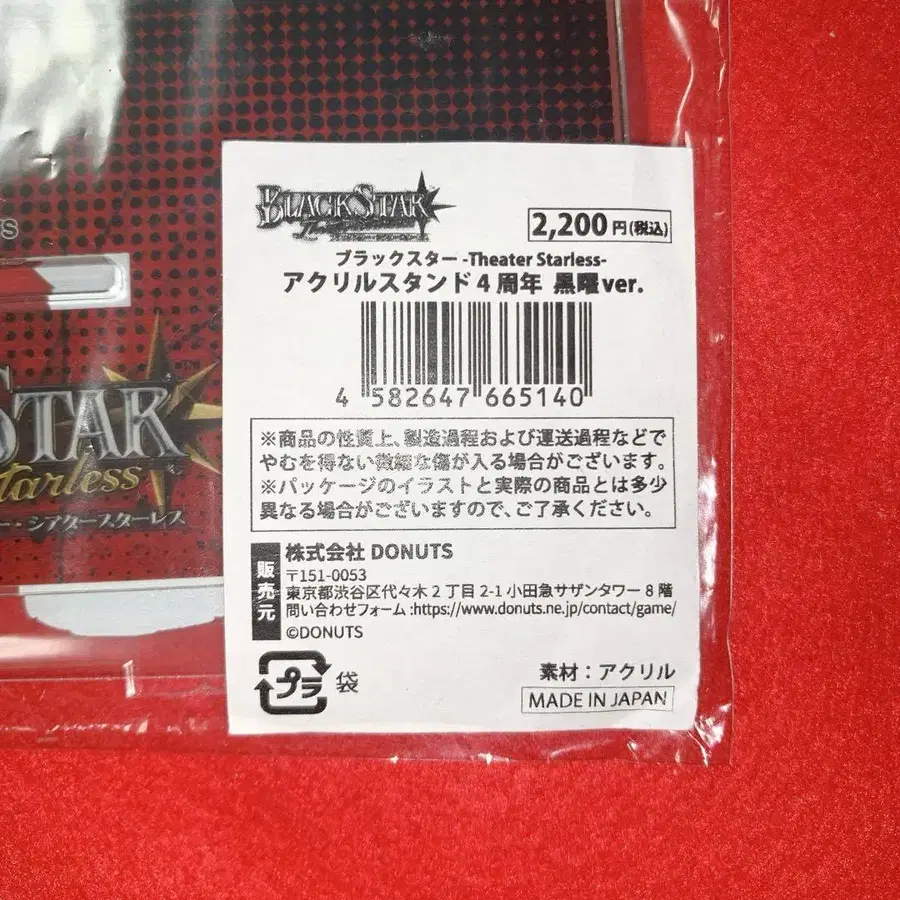 BLACKSTAR
2,200円(税込)
ブラックスター -Theater Starless-
アクリルスタンド4周年 黒曜ver.
4 582647 665140
※商品の性質上、製造過程および運送過程などで
やむを得ない微細な傷が入る場合がございます。
※パッケージのイラストと実際の商品とは多少
異なる場合がございますので、ご了承ください。
販売元
株式会社 DONUTS
〒151-0053
東京都渋谷区代々木2丁目2-1 小田急サザンタワー8階
問い合わせフォーム:https://www.donuts.ne.jp/contact/game/
©DONUTS
プラ 袋
素材:アクリル
MADE IN JAPAN
s
STAR
tarless
ー・シアタースターレス